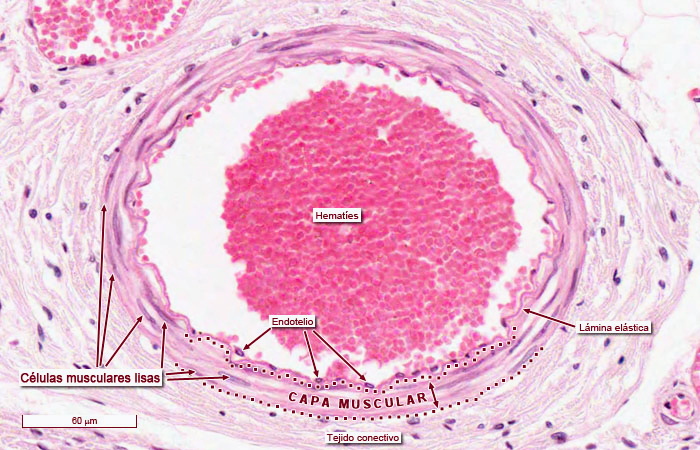 Hematíes
Endotelio
Lámina elástica
Células musculares lisas
CAPA MUSCULAR
60 µm
Tejido conectivo